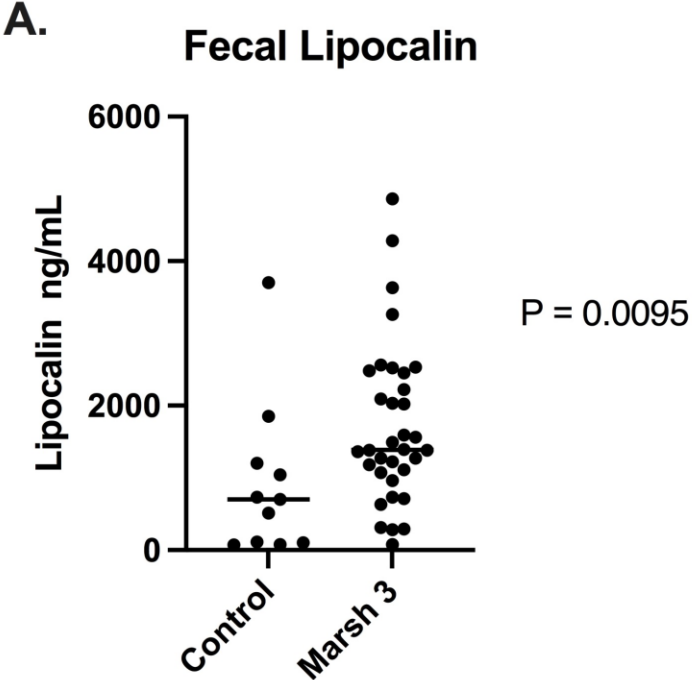 A.
Fecal Lipocalin
6000
4000
2000
0
Lipocalin ng/mL
P = 0.0095
Control
Marsh 3